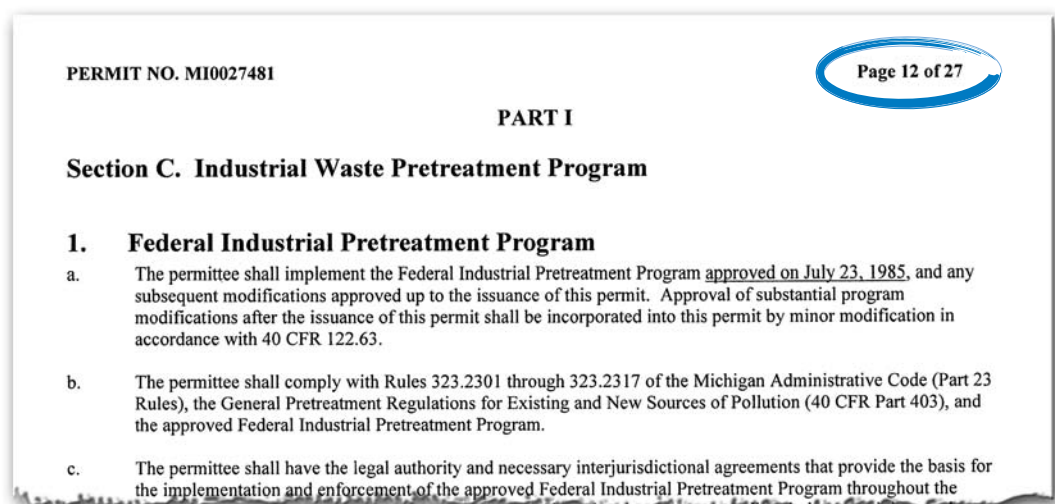 PERMIT NO. MI0027481
Page 12 of 27
PART I
Section C. Industrial Waste Pretreatment Program
1. Federal Industrial Pretreatment Program
a. The permittee shall implement the Federal Industrial Pretreatment Program approved on July 23, 1985, and any
subsequent modifications approved up to the issuance of this permit. Approval of substantial program
modifications after the issuance of this permit shall be incorporated into this permit by minor modification in
accordance with 40 CFR 122.63.
b. The permittee shall comply with Rules 323.2301 through 323.2317 of the Michigan Administrative Code (Part 23
Rules), the General Pretreatment Regulations for Existing and New Sources of Pollution (40 CFR Part 403), and
the approved Federal Industrial Pretreatment Program.
c. The permittee shall have the legal authority and necessary interjurisdictional agreements that provide the basis for
the implementation and enforcement of the approved Federal Industrial Pretreatment Program throughout the